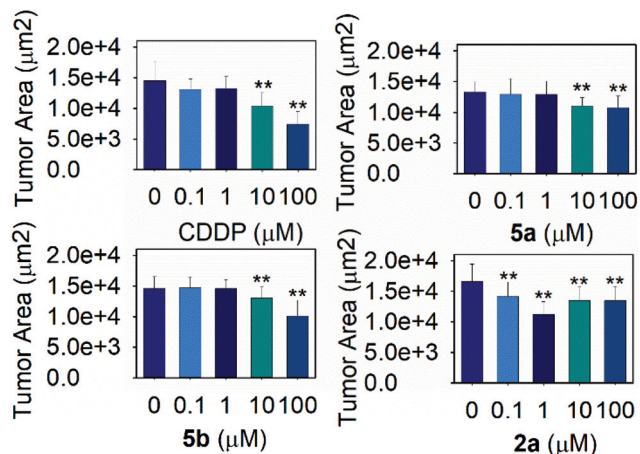 Tumor Area (μm2)
2.0e+4
1.5e+4
1.0e+4
5.0e+3
0.0
** **
0 0.1 1 10 100
CDDP (μM)
Tumor Area (μm2)
2.0e+4
1.5e+4
1.0e+4
5.0e+3
0.0
** **
0 0.1 1 10 100
5a (μM)
Tumor Area (μm2)
2.0e+4
1.5e+4
1.0e+4
5.0e+3
0.0
** **
0 0.1 1 10 100
5b (μM)
Tumor Area (μm2)
2.0e+4
1.5e+4
1.0e+4
5.0e+3
0.0
** ** ** **
0 0.1 1 10 100
2a (μM)